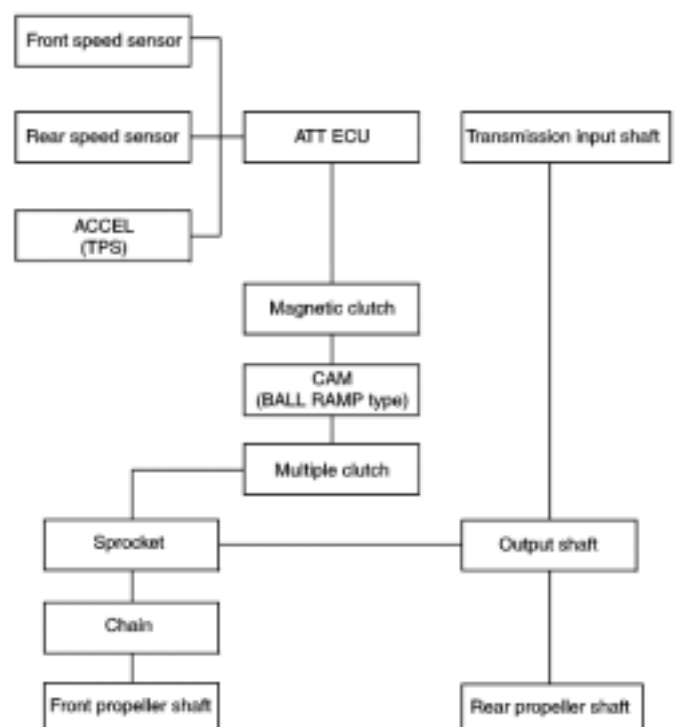 Front speed sensor
Rear speed sensor
ATT ECU
Transmission input shaft
ACCEL
(TPS)
Magnetic clutch
CAM
(BALL RAMP type)
Multiple clutch
Sprocket
Output shaft
Chain
Front propeller shaft
Rear propeller shaft